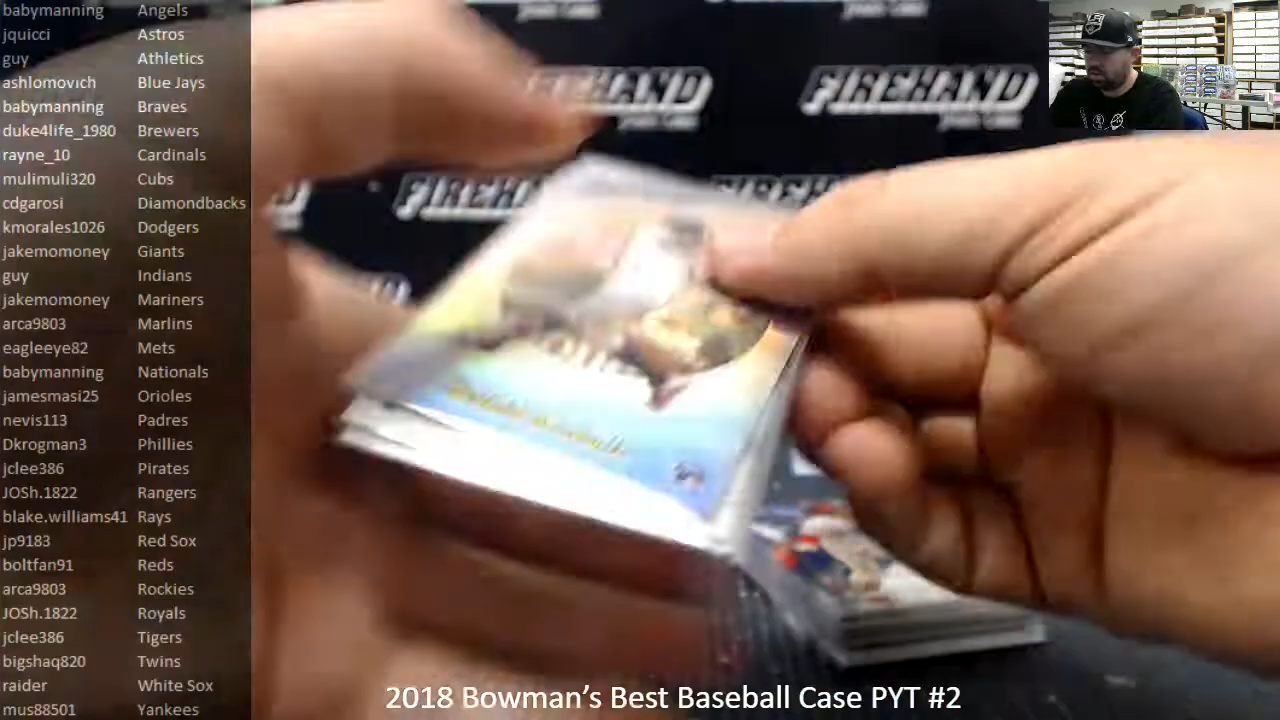 babymanning Angels
jquicci Astros
guy Athletics
ashlomovich Blue Jays
babymanning Braves
duke4life_1980 Brewers
rayne_10 Cardinals
mulimuli320 Cubs
cdgarosi Diamondbacks
kmorales1026 Dodgers
jakemomoney Giants
guy Indians
jakemomoney Mariners
arca9803 Marlins
eagleeye82 Mets
babymanning Nationals
jamesmasi25 Orioles
nevis113 Padres
Dkrogman3 Phillies
jclee386 Pirates
JOSh.1822 Rangers
blake.williams41 Rays
jp9183 Red Sox
boltfan91 Reds
arca9803 Rockies
JOSh.1822 Royals
jclee386 Tigers
bigshaq820 Twins
raider White Sox
mus88501 Yankees
FIREHAND
FIREHAND
FIREHAND
2018 Bowman's Best Baseball Case PYT #2